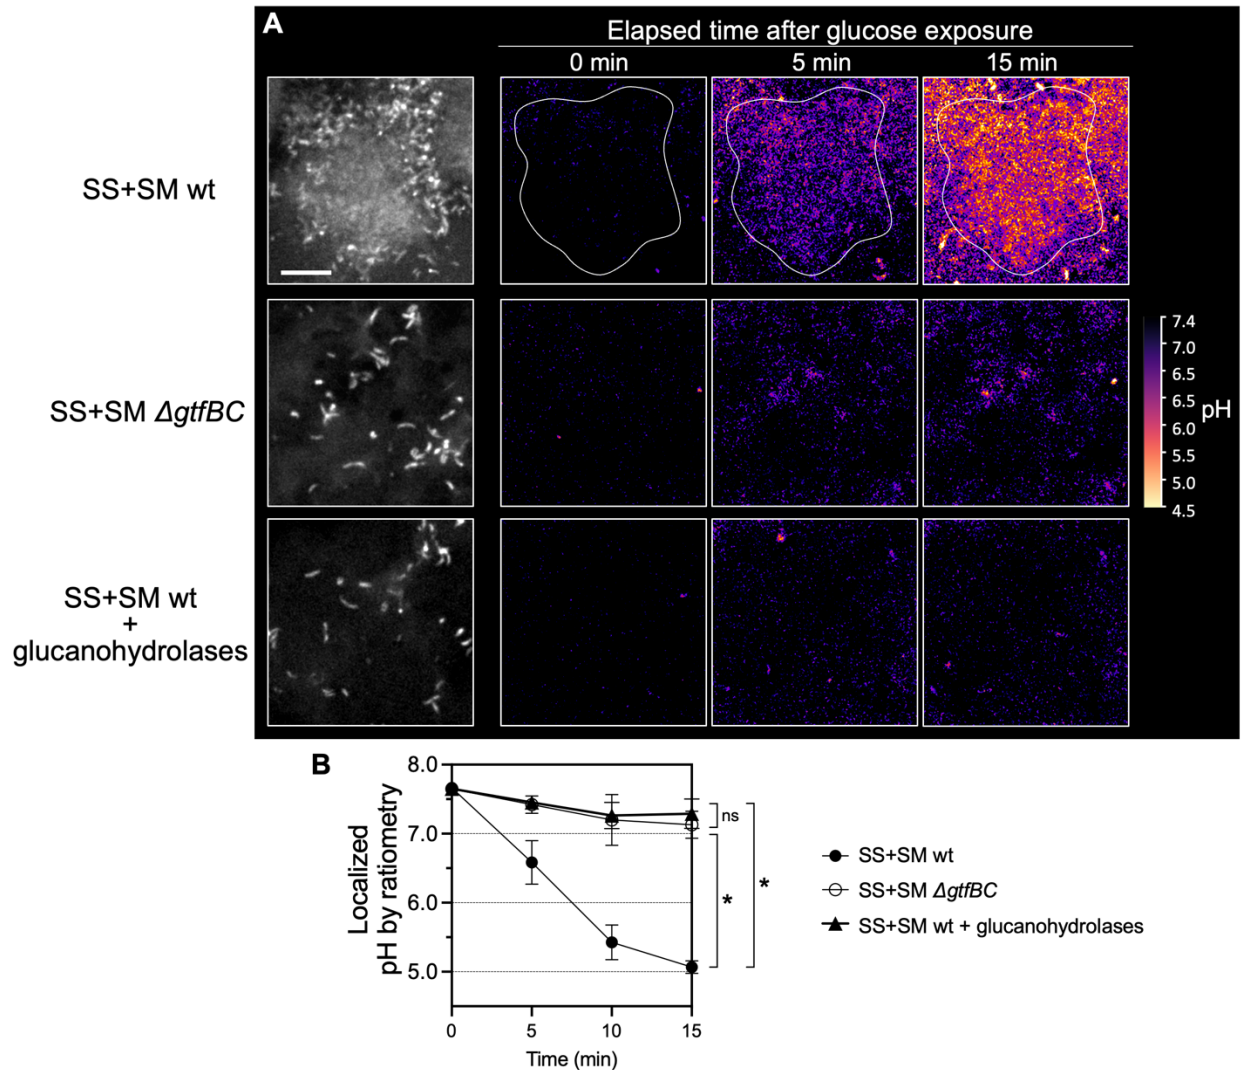 A
Elapsed time after glucose exposure
0 min 5 min 15 min
SS+SM wt
SS+SM ΔgtfBC
7.4
7.0
6.5
6.5
6.0
5.5
5.0
4.5
pH
SS+SM wt
+
glucanohydrolases
B
Localized
pH by ratiometry
8.0
7.0
6.0
5.0
0 5 10 15
Time (min)
ns
*
*
SS+SM wt
SS+SM ΔgtfBC
SS+SM wt + glucanohydrolases